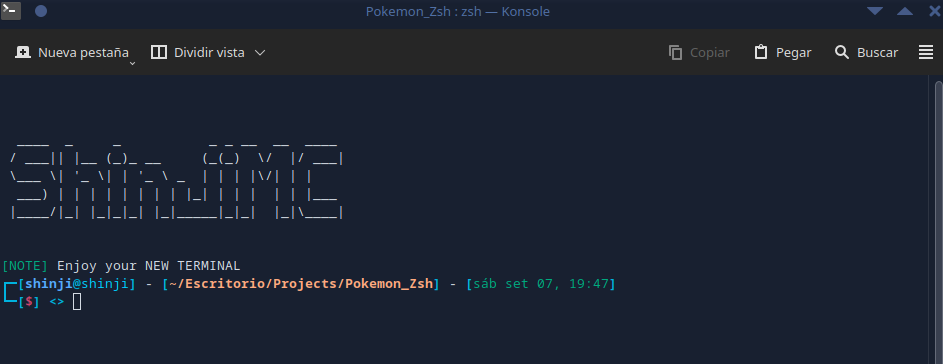 Pokemon_Zsh : zsh — Konsole
Nueva pestaña Dividir vista Copiar Pegar Buscar
ShinJiMC
[NOTE] Enjoy your NEW TERMINAL
[shinji@shinji] - [~/Escritorio/Projects/Pokemon_Zsh] - [sáb set 07, 19:47]
[$] <>